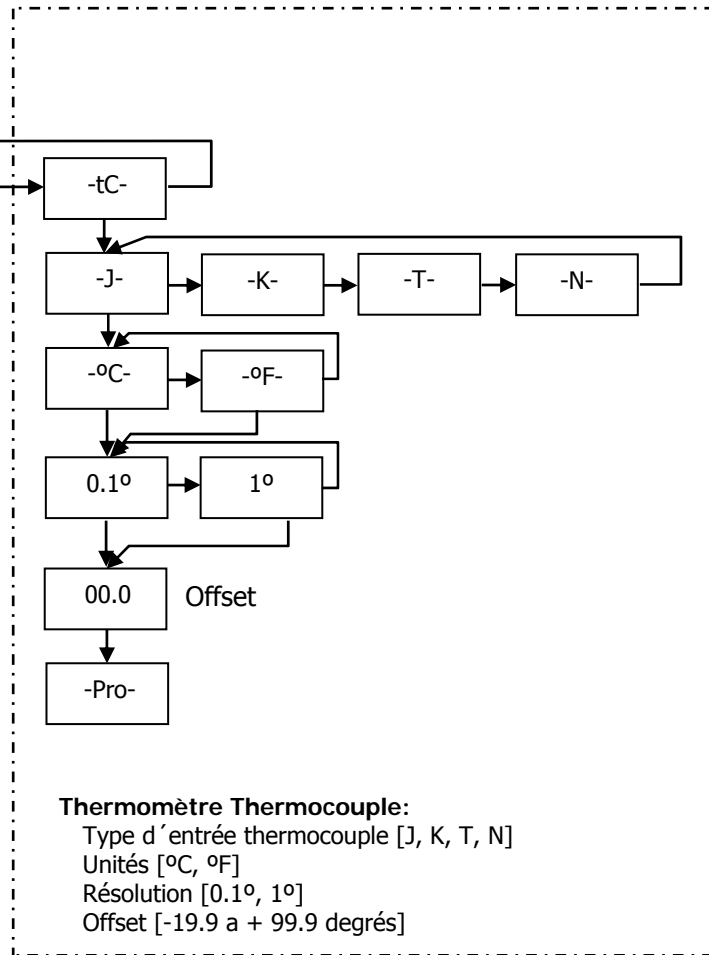 -tC-
-J- -K- -T- -N-
-ºC- -ºF-
0.1º 1º
00.0 Offset
-Pro-
Thermomètre Thermocouple:
Type d´entrée thermocouple [J, K, T, N]
Unités [ºC, ºF]
Résolution [0.1º, 1º]
Offset [-19.9 a + 99.9 degrés]